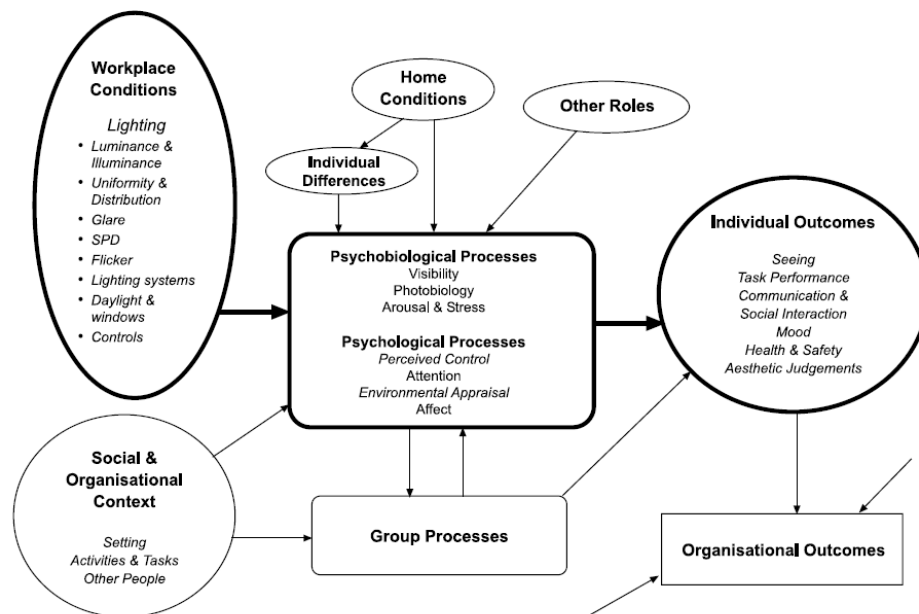 Workplace
Conditions
Lighting
• Luminance &
Illuminance
• Uniformity &
Distribution
• Glare
• SPD
• Flicker
• Lighting systems
• Daylight &
windows
• Controls
Home
Conditions
Other Roles
Individual
Differences
Psychobiological Processes
Visibility
Photobiology
Arousal & Stress
Psychological Processes
Perceived Control
Attention
Environmental Appraisal
Affect
Individual Outcomes
Seeing
Task Performance
Communication &
Social Interaction
Mood
Health & Safety
Aesthetic Judgements
Social &
Organisational
Context
Setting
Activities & Tasks
Other People
Group Processes
Organisational Outcomes